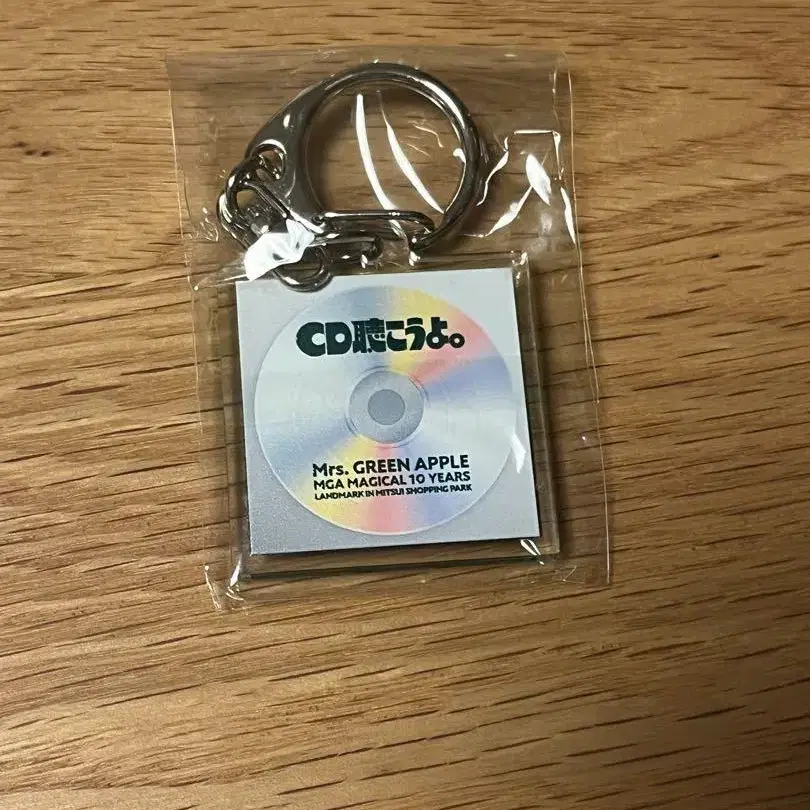 CD聴こうよ。
Mrs. GREEN APPLE
MGA MAGICAL 10 YEARS
LANDMARK IN MITSUI SHOPPING PARK